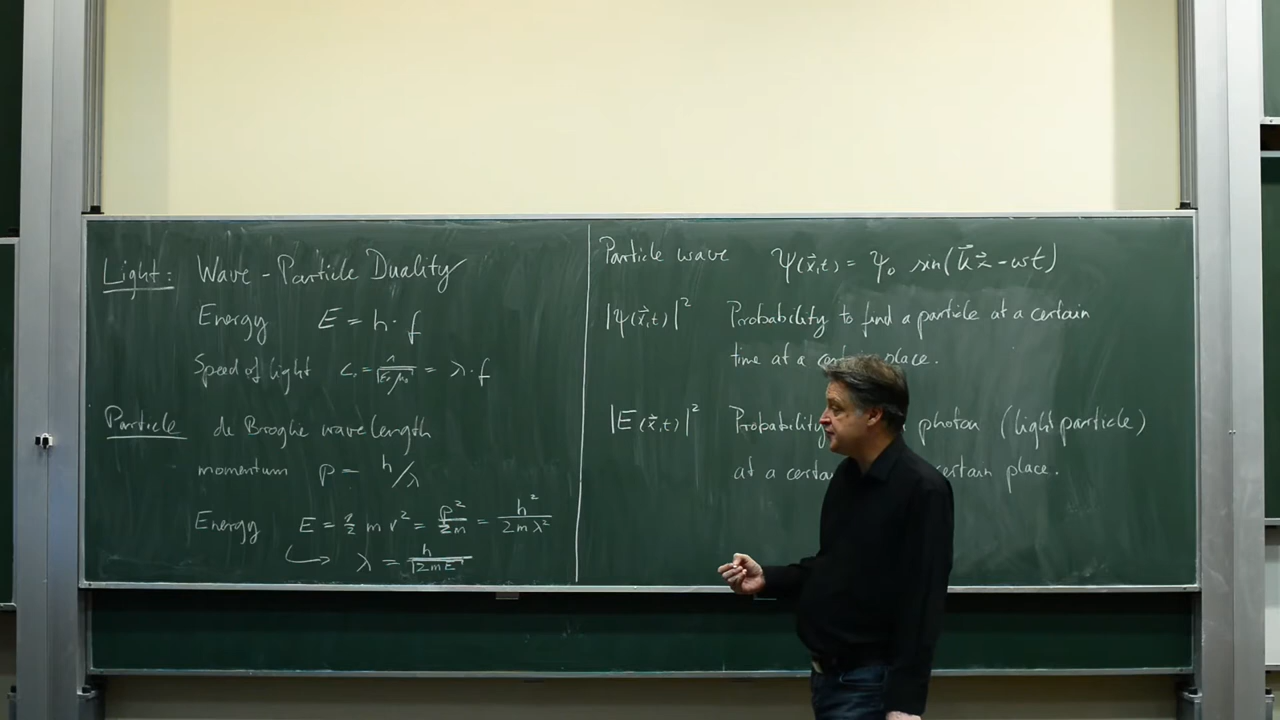 Light: Wave-Particle Duality
Energy E = h · f
Speed of light c₀ = 1/√(ε₀ μ₀) = λ · f
Particle de Broglie wavelength
momentum p = h/λ
Energy E = 1/2 m v² = p²/2m = h²/(2mλ²)
↪ λ = h/√(2mE)
Particle wave ψ(x⃗,t) = ψ₀ sin(k⃗x⃗ - ωt)
|ψ(x⃗,t)|² Probability to find a particle at a certain
time at a place.
|E(x⃗,t)|² Probability photon (light particle)
at a certain certain place.